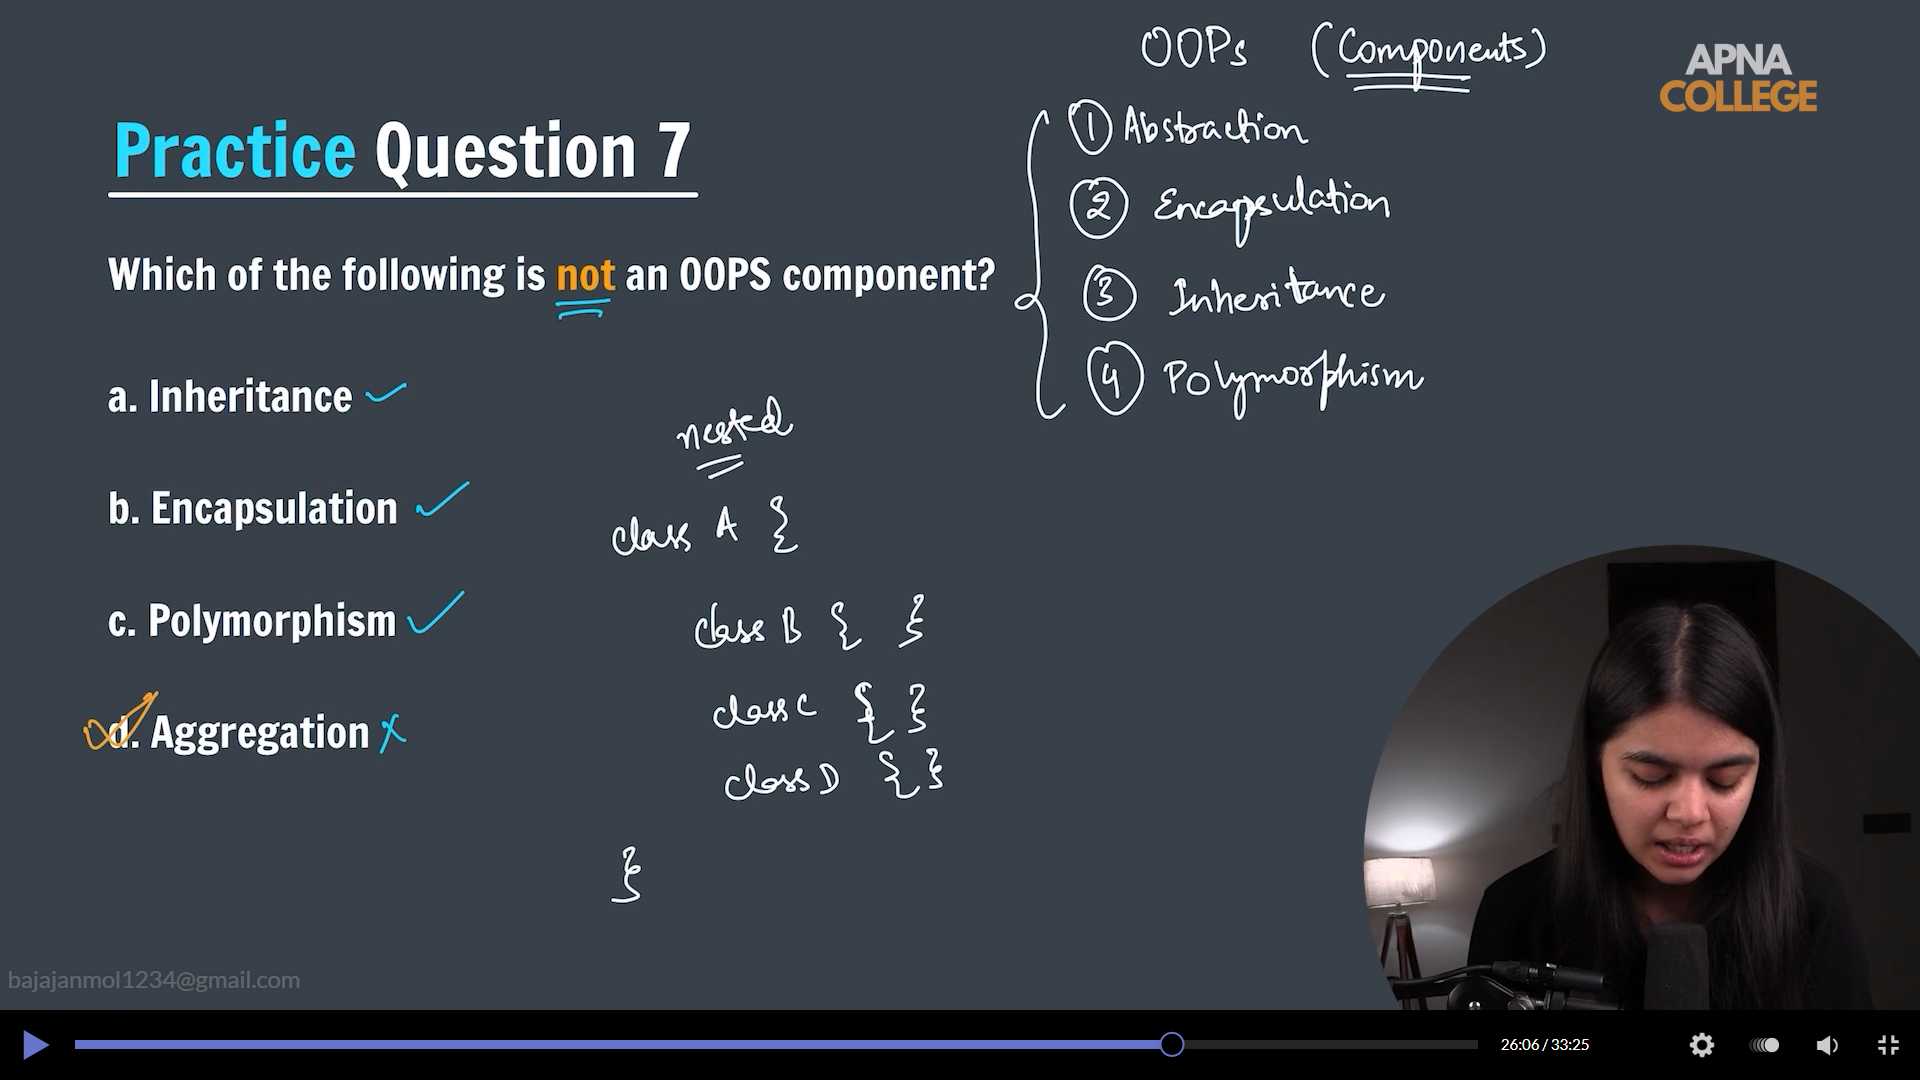 OOPs (Components)
APNA
COLLEGE
Practice Question 7
① Abstraction
② Encapsulation
③ Inheritance
④ Polymorphism
Which of the following is not an OOPS component?
a. Inheritance
b. Encapsulation
c. Polymorphism
d. Aggregation
nested
class A {
class B { }
class C { }
class D { }
}
bajajanmol1234@gmail.com
26:06 / 33:25